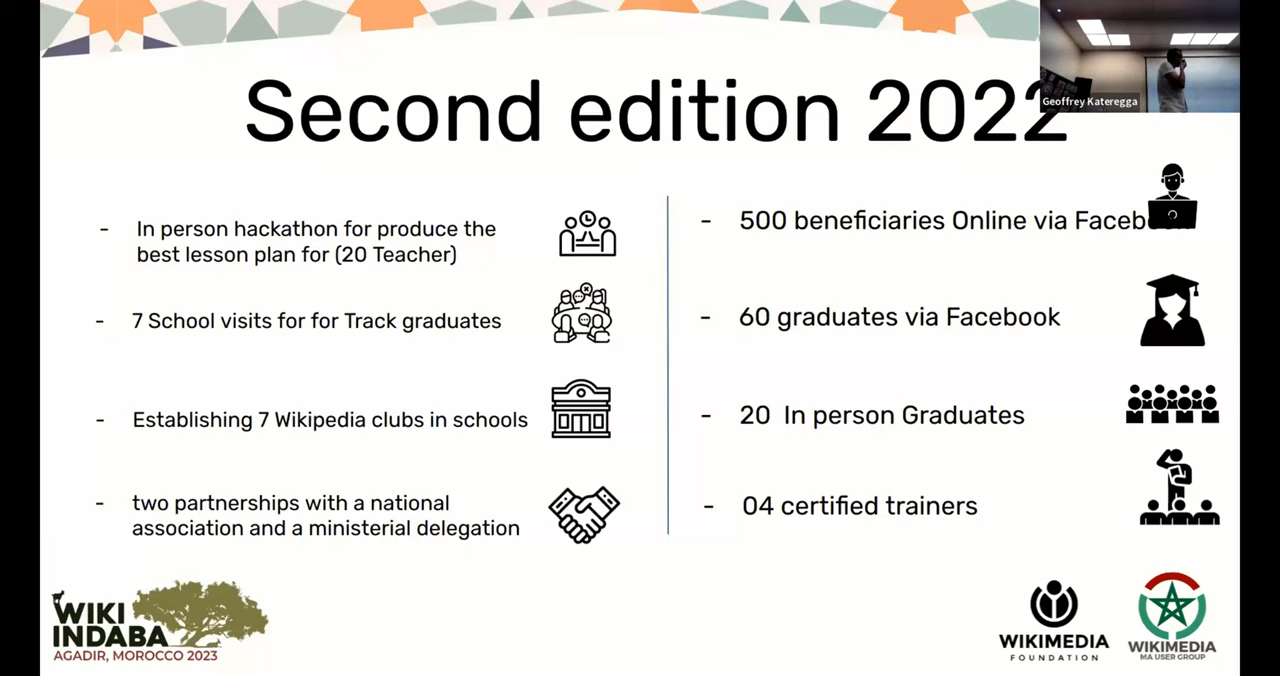 Geoffrey Kateregga
Second edition 2022
- In person hackathon for produce the
best lesson plan for (20 Teacher)
- 7 School visits for for Track graduates
- Establishing 7 Wikipedia clubs in schools
- two partnerships with a national
association and a ministerial delegation
- 500 beneficiaries Online via
- 60 graduates via Facebook
- 20 In person Graduates
- 04 certified trainers
WIKI
INDABA
AGADIR, MOROCCO 2023
WIKIMEDIA
FOUNDATION
WIKIMEDIA
MA USER GROUP